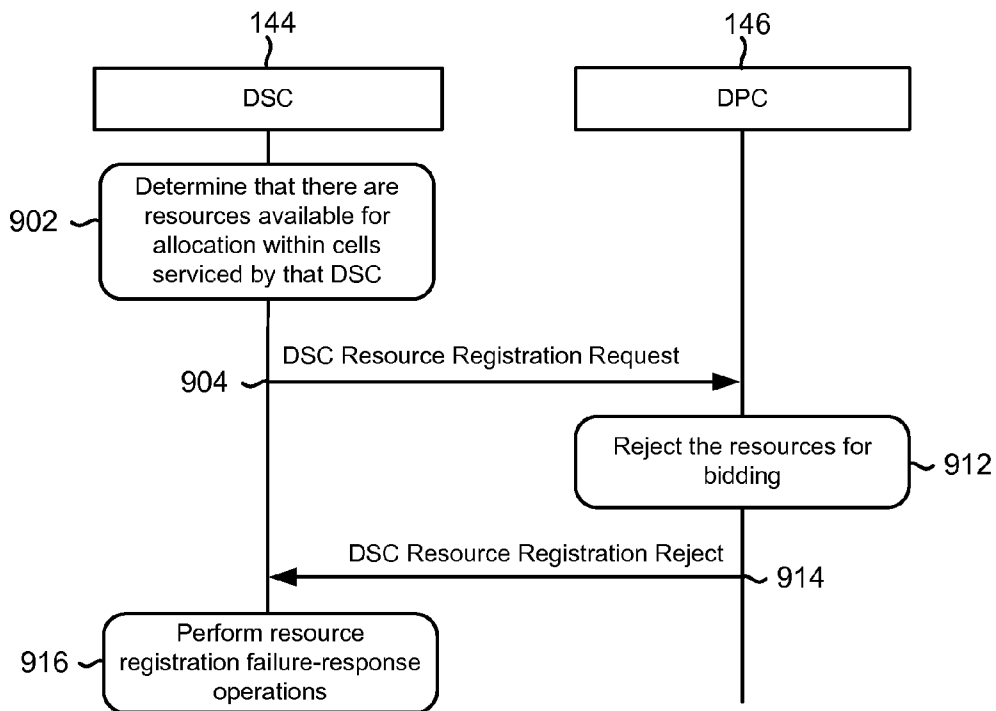 144
146
DSC
DPC
902
Determine that there are
resources available for
allocation within cells
serviced by that DSC
DSC Resource Registration Request
904
Reject the resources for
bidding
912
DSC Resource Registration Reject
914
916
Perform resource
registration failure-response
operations